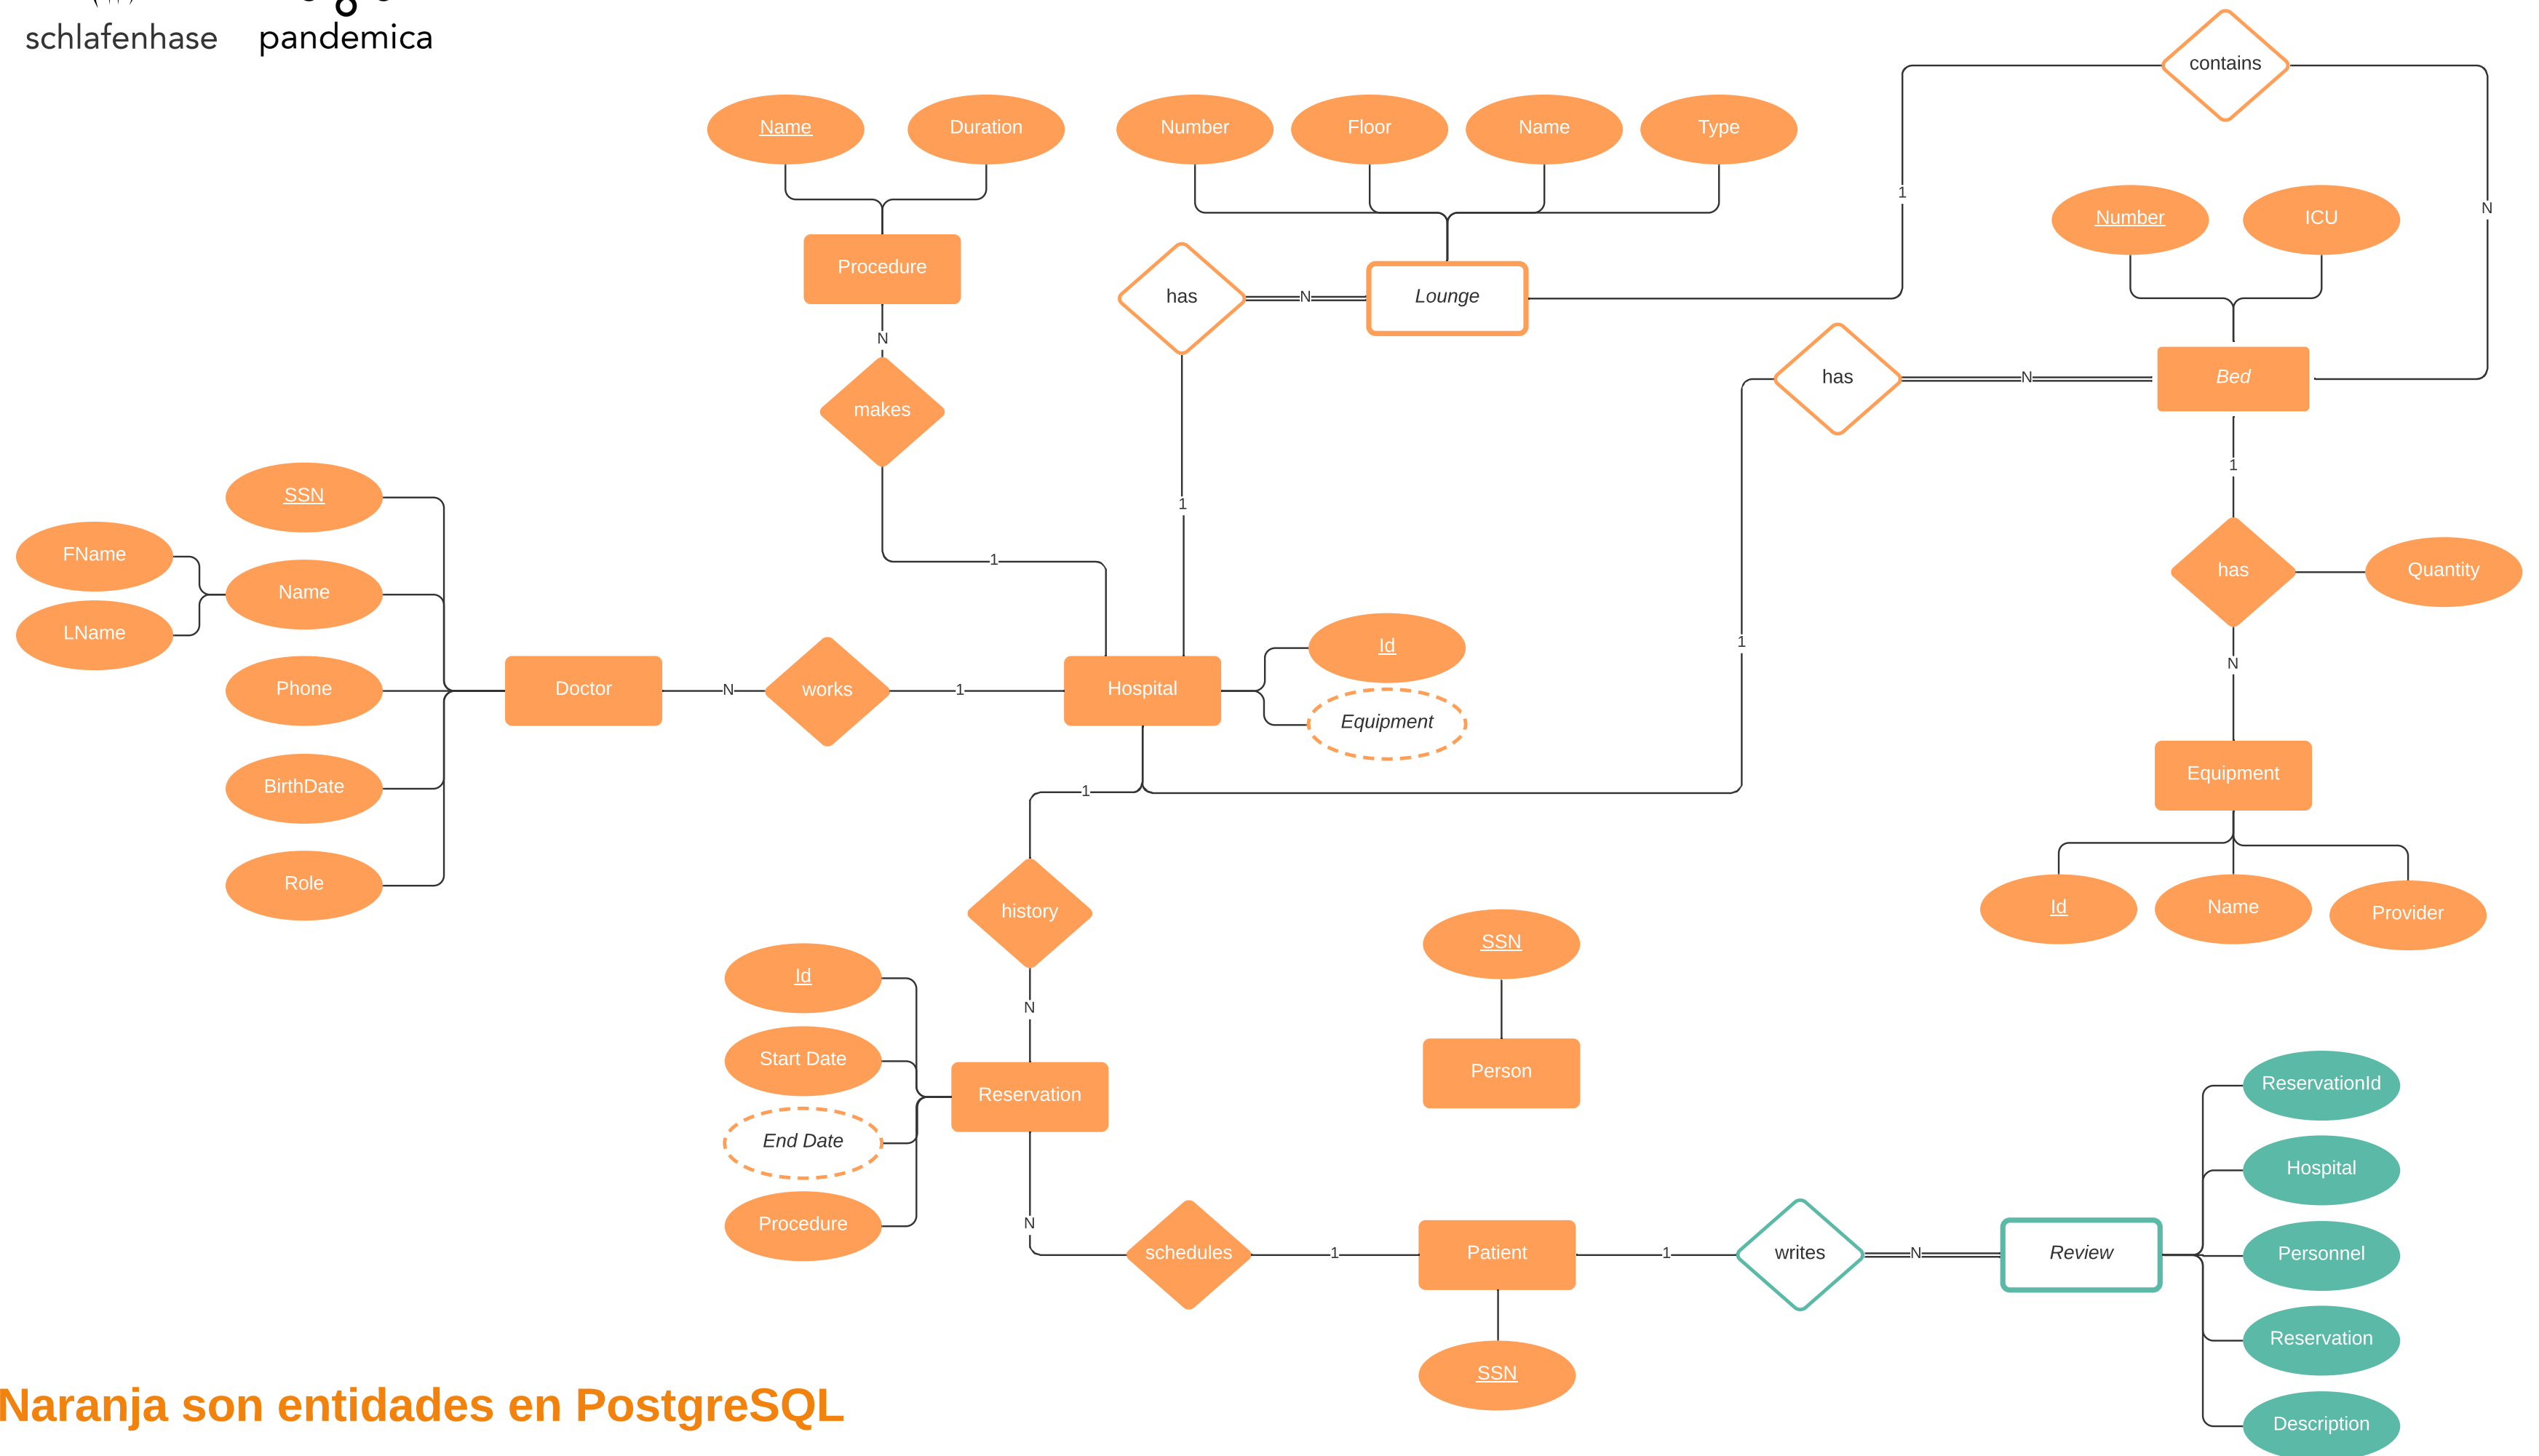 schlafenhase
pandemica
contains
Name
Duration
Number
Floor
Name
Type
1
N
Number
ICU
Procedure
has
N
Lounge
N
makes
has
N
Bed
1
SSN
1
FName
Name
LName
1
has
Quantity
Phone
Doctor
N
works
1
Hospital
Id
Equipment
1
N
BirthDate
1
Equipment
Role
history
Id
Name
Provider
SSN
Id
N
Start Date
Reservation
Person
End Date
Procedure
N
schedules
1
Patient
1
writes
N
Review
ReservationId
Hospital
Personnel
Reservation
Description
SSN
Naranja son entidades en PostgreSQL